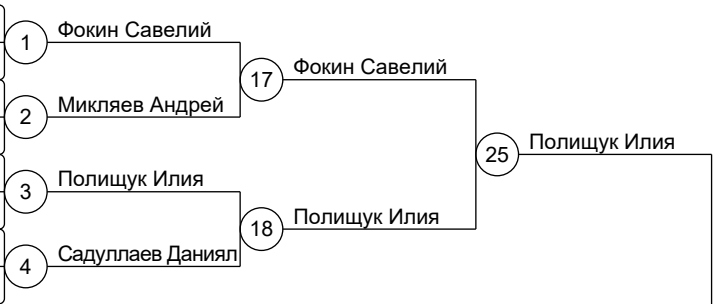 Фокин Савелий
1
Фокин Савелий
17
Микляев Андрей
2
Полищук Илия
25
Полищук Илия
3
Полищук Илия
18
Садуллаев Даниял
4